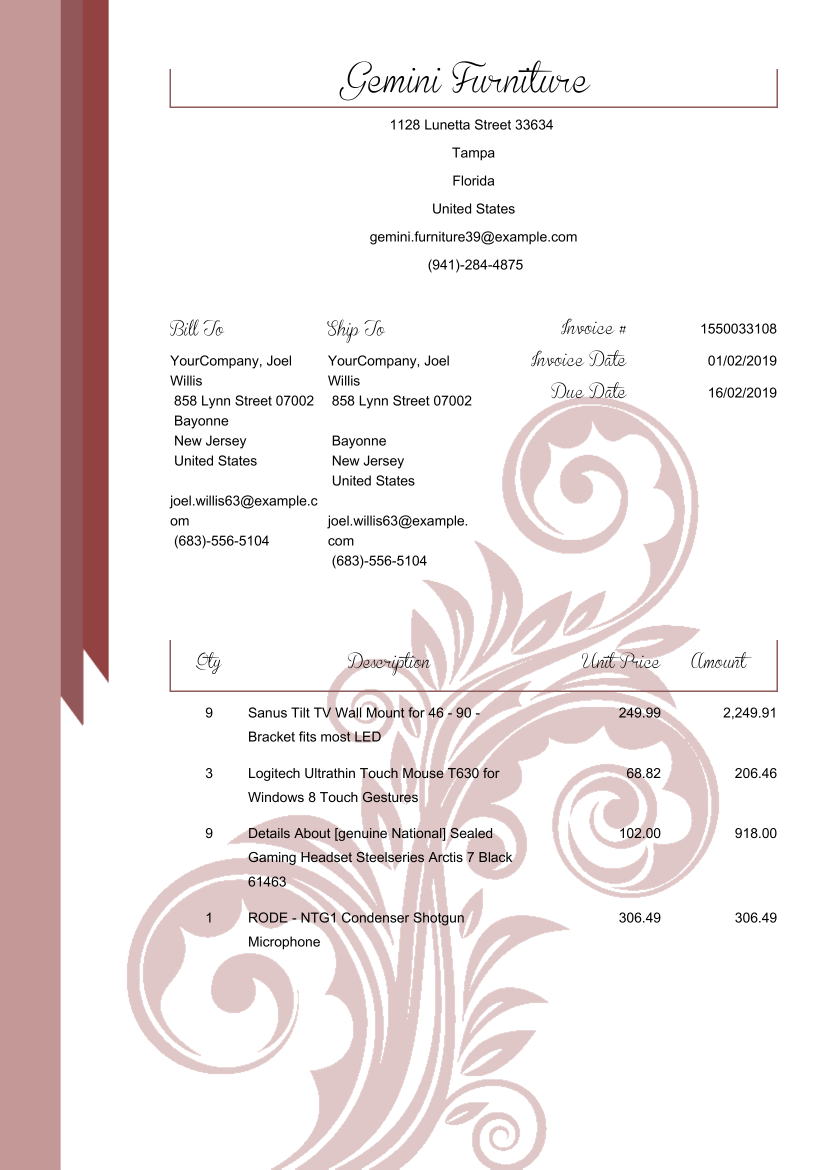 Gemini Furniture
1128 Lunetta Street 33634
Tampa
Florida
United States
gemini.furniture39@example.com
(941)-284-4875
Bill To
YourCompany, Joel
Willis
858 Lynn Street 07002
Bayonne
New Jersey
United States
joel.willis63@example.c
om
(683)-556-5104
Ship To
YourCompany, Joel
Willis
858 Lynn Street 07002
Bayonne
New Jersey
United States
joel.willis63@example.
com
(683)-556-5104
Invoice # 1550033108
Invoice Date 01/02/2019
Due Date 16/02/2019
Qty Description Unit Price Amount
9 Sanus Tilt TV Wall Mount for 46 - 90 - 249.99 2,249.91
Bracket fits most LED
3 Logitech Ultrathin Touch Mouse T630 for 68.82 206.46
Windows 8 Touch Gestures
9 Details About [genuine National] Sealed 102.00 918.00
Gaming Headset Steelseries Arctis 7 Black
61463
1 RODE - NTG1 Condenser Shotgun 306.49 306.49
Microphone